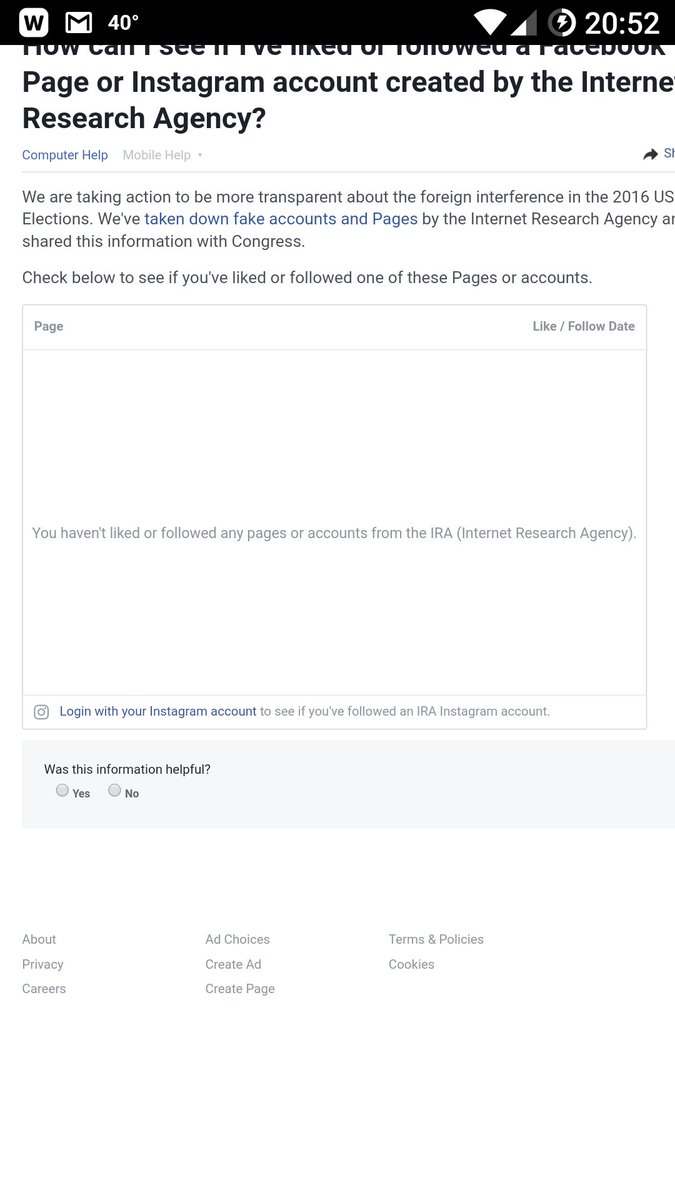 W 40° 20:52
How can I see if I've liked or followed a Facebook
Page or Instagram account created by the Interne
Research Agency?
Computer Help Mobile Help Sh
We are taking action to be more transparent about the foreign interference in the 2016 US
Elections. We've taken down fake accounts and Pages by the Internet Research Agency an
shared this information with Congress.
Check below to see if you've liked or followed one of these Pages or accounts.
Page Like / Follow Date
You haven't liked or followed any pages or accounts from the IRA (Internet Research Agency).
Login with your Instagram account to see if you've followed an IRA Instagram account.
Was this information helpful?
Yes No
About Ad Choices Terms & Policies
Privacy Create Ad Cookies
Careers Create Page